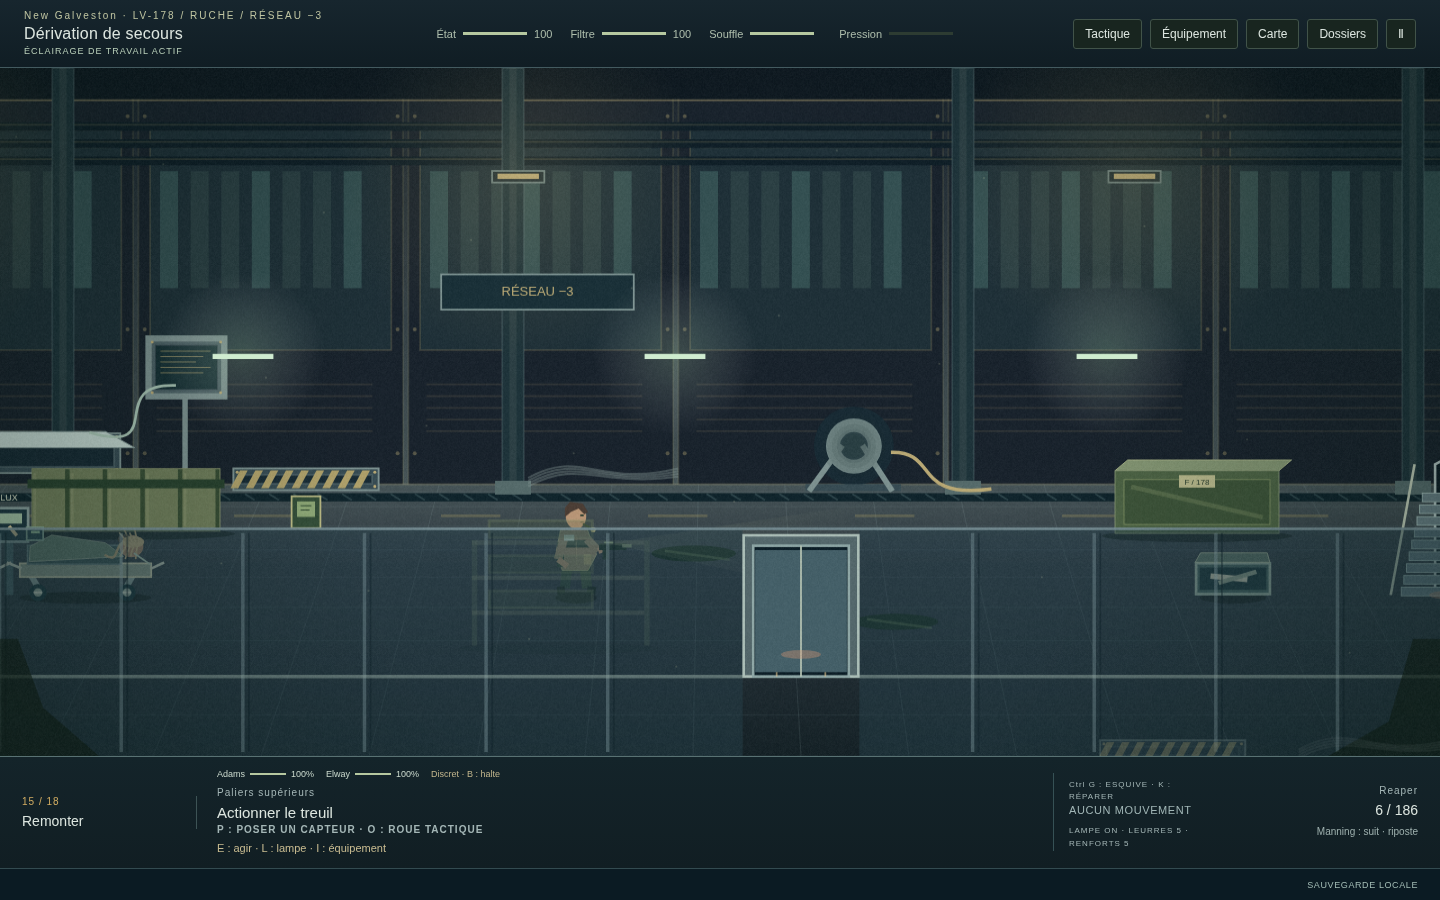 New Galveston · LV-178 / RUCHE / RÉSEAU −3
Dérivation de secours
ÉCLAIRAGE DE TRAVAIL ACTIF
État 100 Filtre 100 Souffle Pression
Tactique Équipement Carte Dossiers II
RÉSEAU −3
F / 178
LUX
15 / 18
Remonter
Adams 100% Elway 100% Discret · B : halte
Paliers supérieurs
Actionner le treuil
P : POSER UN CAPTEUR · O : ROUE TACTIQUE
E : agir · L : lampe · I : équipement
Ctrl G : ESQUIVE · K :
RÉPARER
AUCUN MOUVEMENT
LAMPE ON · LEURRES 5 ·
RENFORTS 5
Reaper
6 / 186
Manning : suit · riposte
SAUVEGARDE LOCALE